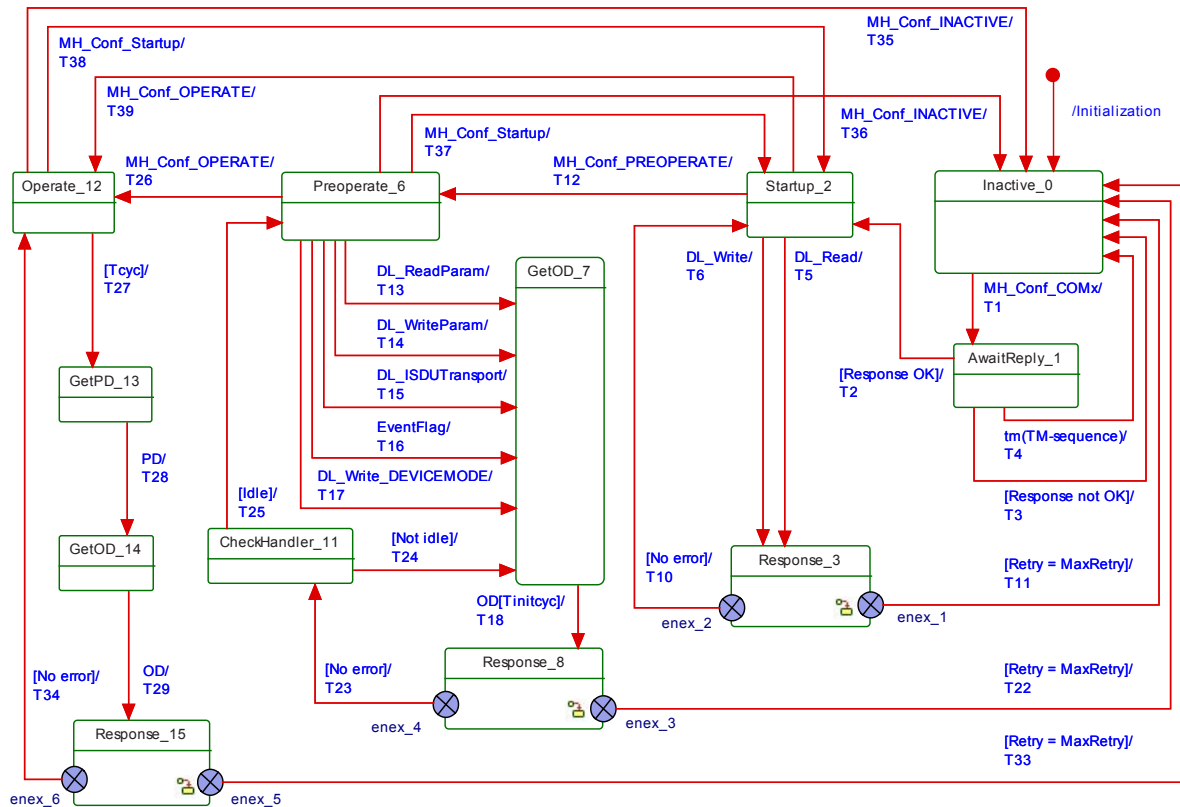 MH_Conf_INACTIVE/
T35
MH_Conf_Startup/
T38
MH_Conf_OPERATE/
T39
MH_Conf_INACTIVE/
T36
/Initialization
MH_Conf_Startup/
T37
MH_Conf_OPERATE/
T26
MH_Conf_PREOPERATE/
T12
Operate_12
Preoperate_6
Startup_2
Inactive_0
[Tcyc]/
T27
DL_Write/
T6
DL_Read/
T5
GetOD_7
DL_ReadParam/
T13
MH_Conf_COMx/
T1
DL_WriteParam/
T14
AwaitReply_1
GetPD_13
DL_ISDUTransport/
T15
[Response OK]/
T2
EventFlag/
T16
tm(TM-sequence)/
T4
PD/
T28
DL_Write_DEVICEMODE/
T17
[Idle]/
T25
[Response not OK]/
T3
GetOD_14
CheckHandler_11
[Not idle]/
T24
[No error]/
T10
Response_3
[Retry = MaxRetry]/
T11
OD[Tinitcyc]/
T18
enex_2
enex_1
[No error]/
T34
OD/
T29
[No error]/
T23
Response_8
[Retry = MaxRetry]/
T22
enex_4
enex_3
Response_15
[Retry = MaxRetry]/
T33
enex_6
enex_5